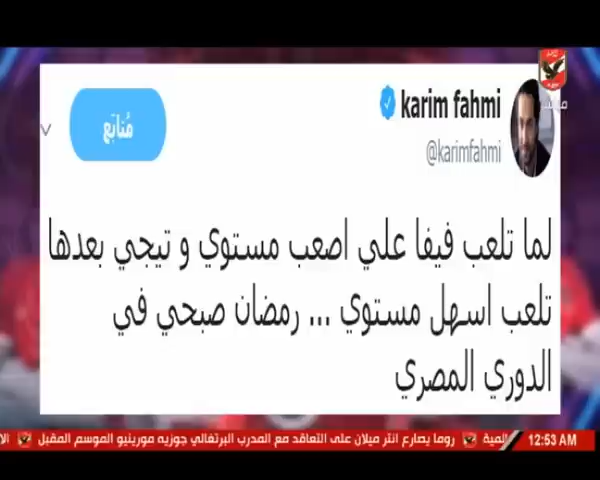 karim fahmi
@karimfahmi
مُتابَع
لما تلعب فيفا علي اصعب مستوي و تيجي بعدها
تلعب اسهل مستوي ... رمضان صبحي في
الدوري المصري
روما يصارع انتر ميلان على التعاقد مع المدرب البرتغالي جوزيه مورينيو الموسم المقبل
12:53 AM